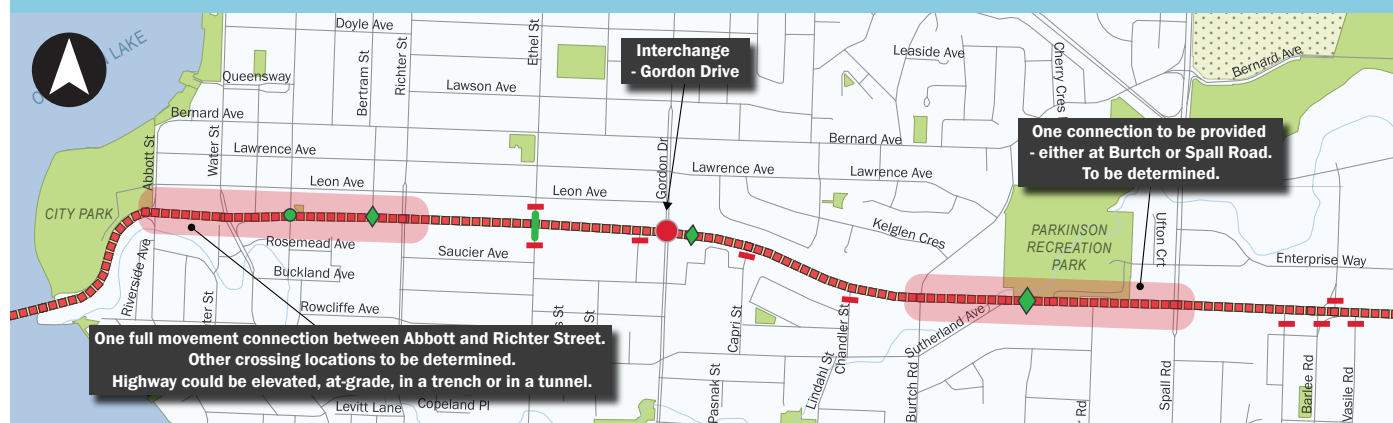 Doyle Ave
Ethel St
Richter St
Bertram St
LAKE
Queensway
Lawson Ave
Leaside Ave
Cherry Cres
Bernard Ave
Interchange
- Gordon Drive
Bernard Ave
Abbott St
Water St
Lawrence Ave
Gordon Dr
Bernard Ave
One connection to be provided
- either at Burtch or Spall Road.
To be determined.
Lawrence Ave
Lawrence Ave
Leon Ave
Leon Ave
CITY PARK
Kelglen Cres
PARKINSON
RECREATION
PARK
Ufton Crt
Riverside Ave
Rosemead Ave
Saucier Ave
Enterprise Way
Buckland Ave
Rowcliffe Ave
St
St
Capri St
Chandler St
Sutherland Ave
One full movement connection between Abbott and Richter Street.
Other crossing locations to be determined.
Highway could be elevated, at-grade, in a trench or in a tunnel.
Levitt Lane
Copeland Pl
Pasnak St
Lindahl St
Burtch Rd
Rd
Spall Rd
Barlee Rd
Vasile Rd